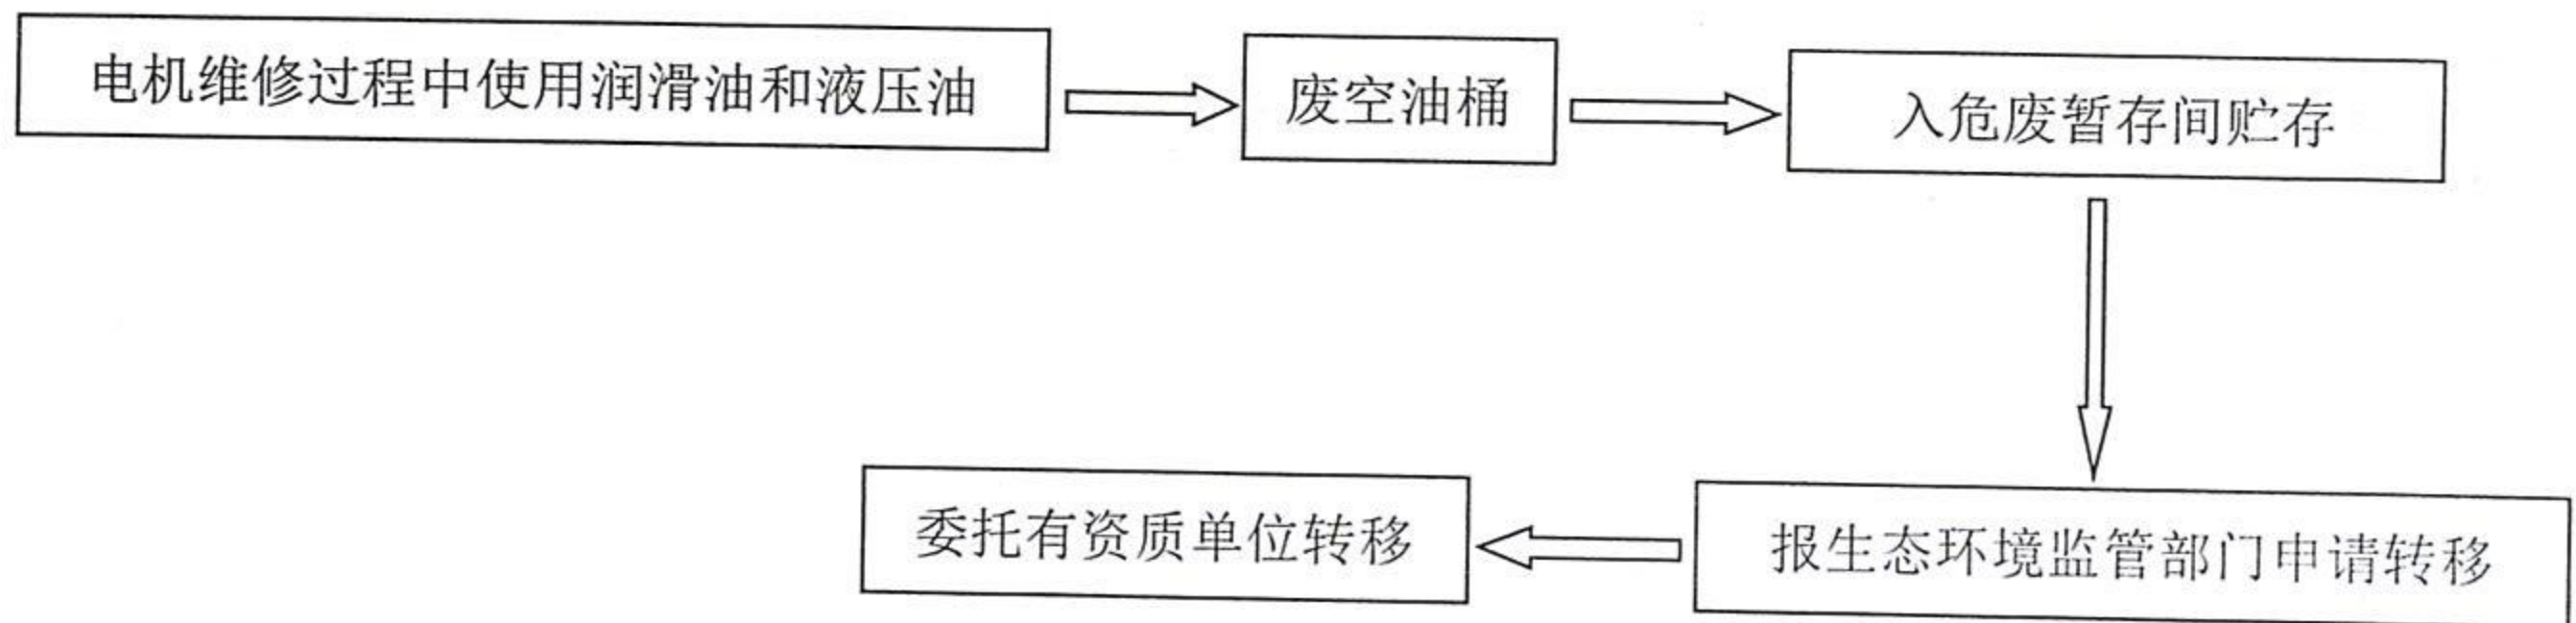 电机维修过程中使用润滑油和液压油
废空油桶
入危废暂存间贮存
报生态环境监管部门申请转移
委托有资质单位转移